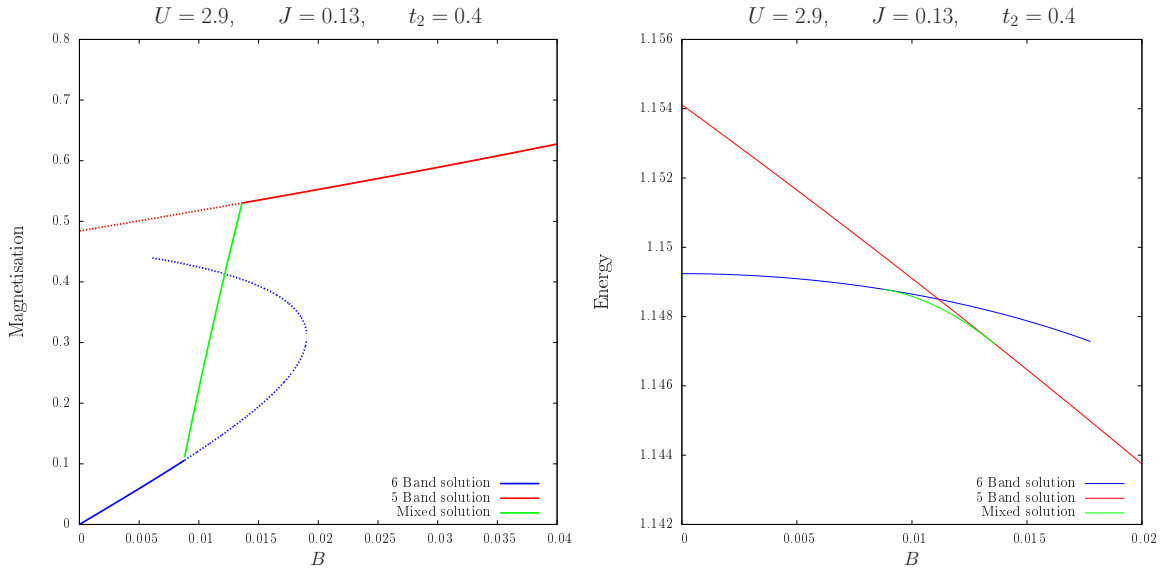 U = 2.9, J = 0.13, t₂ = 0.4
0.8
0.7
0.6
0.5
0.4
0.3
0.2
0.1
0
Magnetisation
6 Band solution
5 Band solution
Mixed solution
0 0.005 0.01 0.015 0.02 0.025 0.03 0.035 0.04
B
U = 2.9, J = 0.13, t₂ = 0.4
1.156
1.154
1.152
1.15
1.148
1.146
1.144
1.142
Energy
6 Band solution
5 Band solution
Mixed solution
0 0.005 0.01 0.015 0.02
B